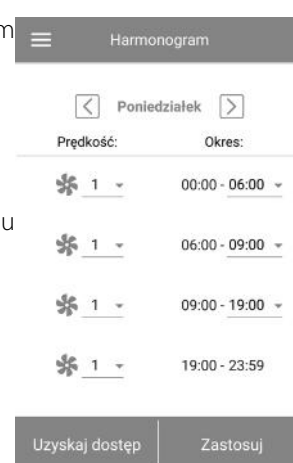 m
Harmonogram
Poniedziałek
Prędkość: Okres:
1 00:00 - 06:00
u
1 06:00 - 09:00
1 09:00 - 19:00
1 19:00 - 23:59
Uzyskaj dostęp Zastosuj